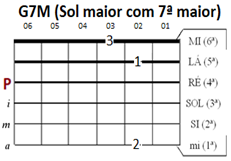 G7M (Sol maior com 7ª maior)
06 05 04 03 02 01
3 MI (6ª)
1 LÁ (5ª)
P RÉ (4ª)
i SOL (3ª)
m SI (2ª)
a 2 mi (1ª)